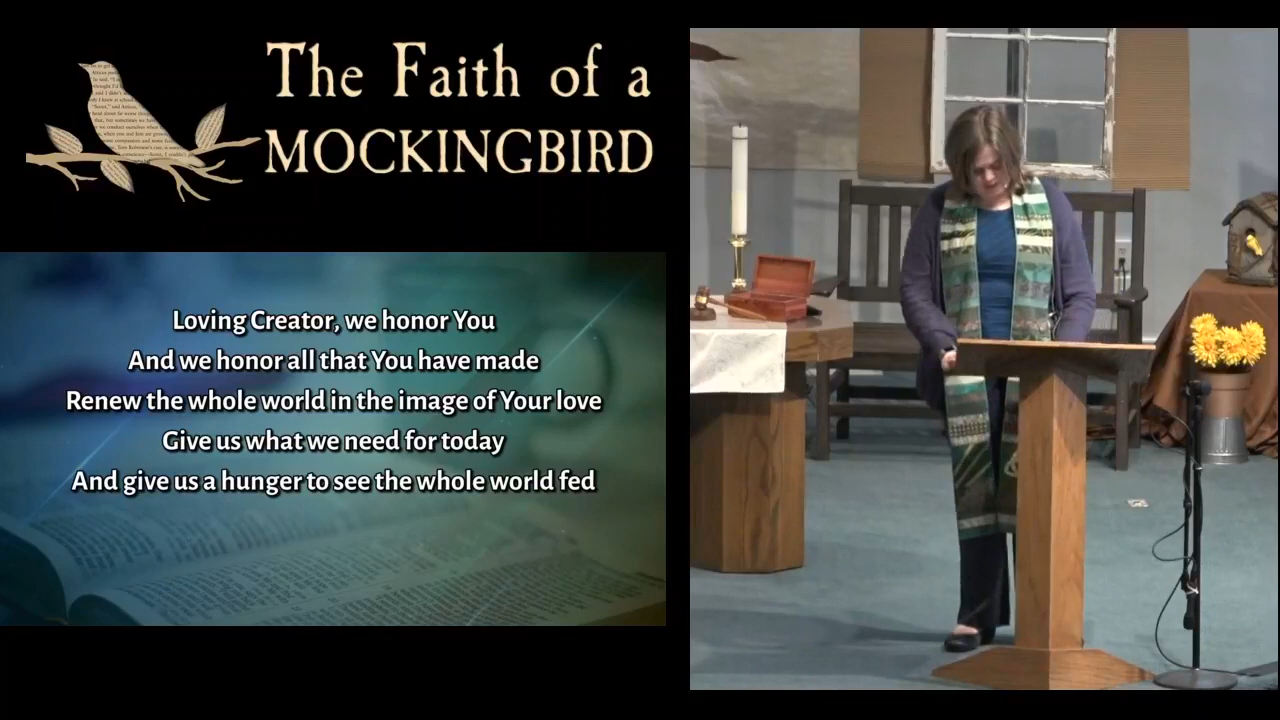 The Faith of a
MOCKINGBIRD
Loving Creator, we honor You
And we honor all that You have made
Renew the whole world in the image of Your love
Give us what we need for today
And give us a hunger to see the whole world fed